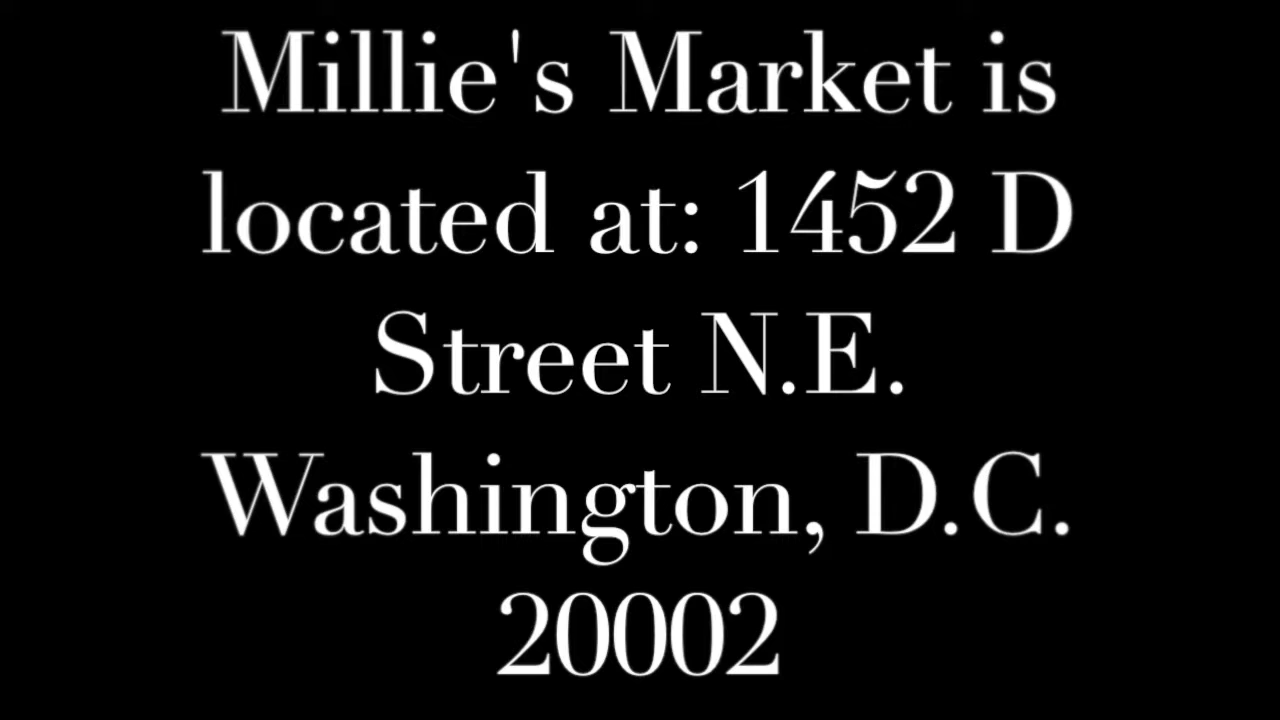 Millie's Market is
located at: 1452 D
Street N.E.
Washington, D.C.
20002